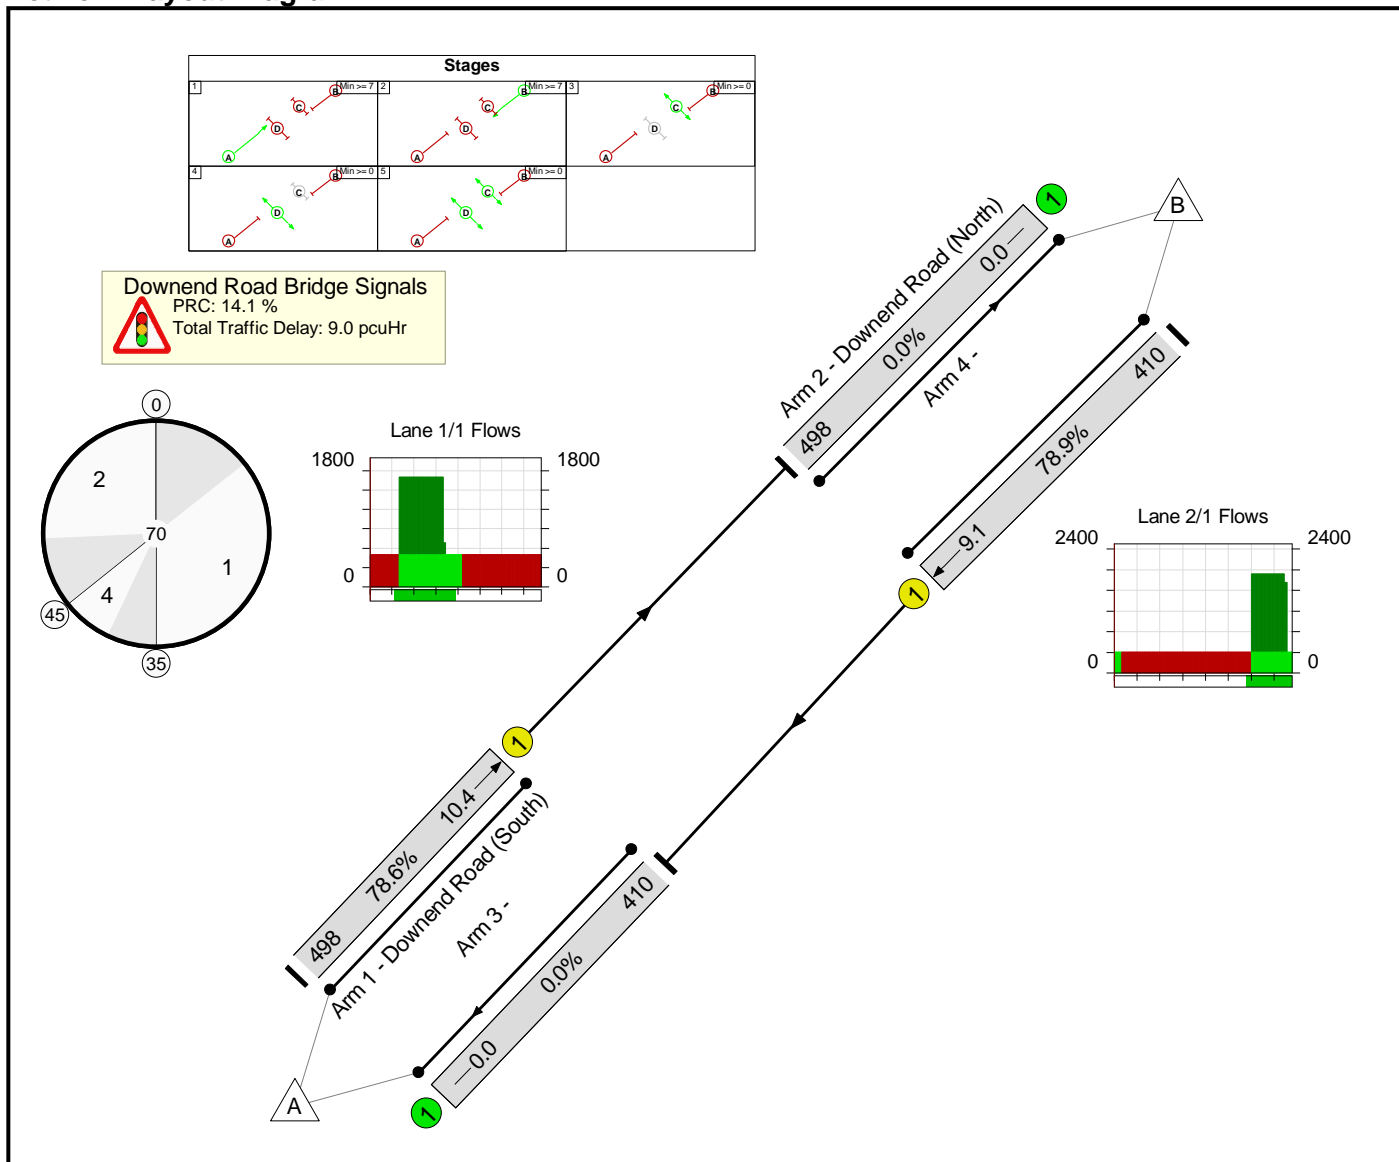 Stages
1 Min >= 7 2 Min >= 7 3 Min >= 0
A D C B
A D C B
A D C B
4 Min >= 0 5 Min >= 0
A D C B
A D C B
Downend Road Bridge Signals
PRC: 14.1 %
Total Traffic Delay: 9.0 pcuHr
0
2
70
1
4
45
35
Lane 1/1 Flows
1800 1800
0 0
Arm 2 - Downend Road (North)
498 0.0% 0.0
1
B
Arm 4 -
410 78.9% 9.1
1
Lane 2/1 Flows
2400 2400
0 0
1
498 78.6% 10.4
Arm 1 - Downend Road (South)
Arm 3 -
410
0.0%
0.0
1
A